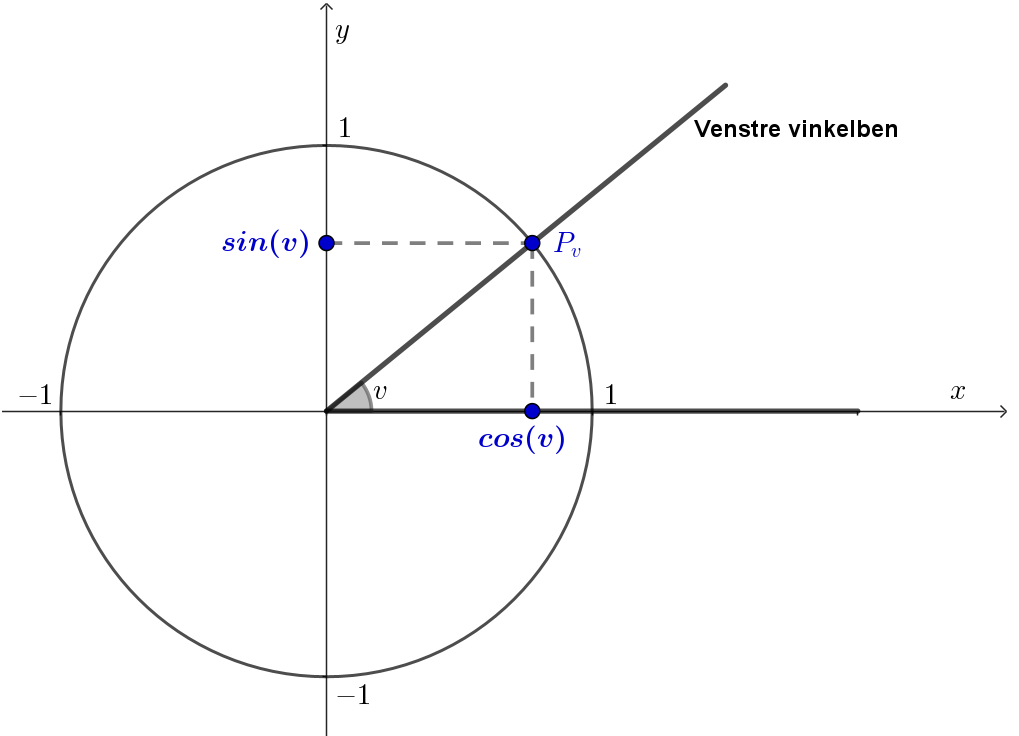 y
1
Venstre vinkelben
sin(v)
P_v
−1
v
1
x
cos(v)
−1